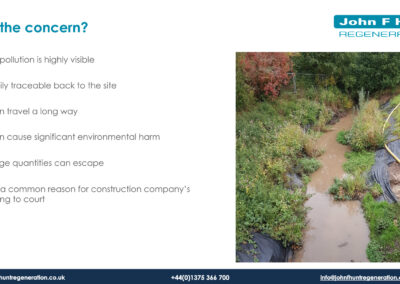 the concern?
John F H
REGENERA
pollution is highly visible
ily traceable back to the site
n travel a long way
n cause significant environmental harm
ge quantities can escape
a common reason for construction company's
ng to court
huntregeneration.co.uk
+44(0)1375 366 700
info@johnfhuntregeneration.c